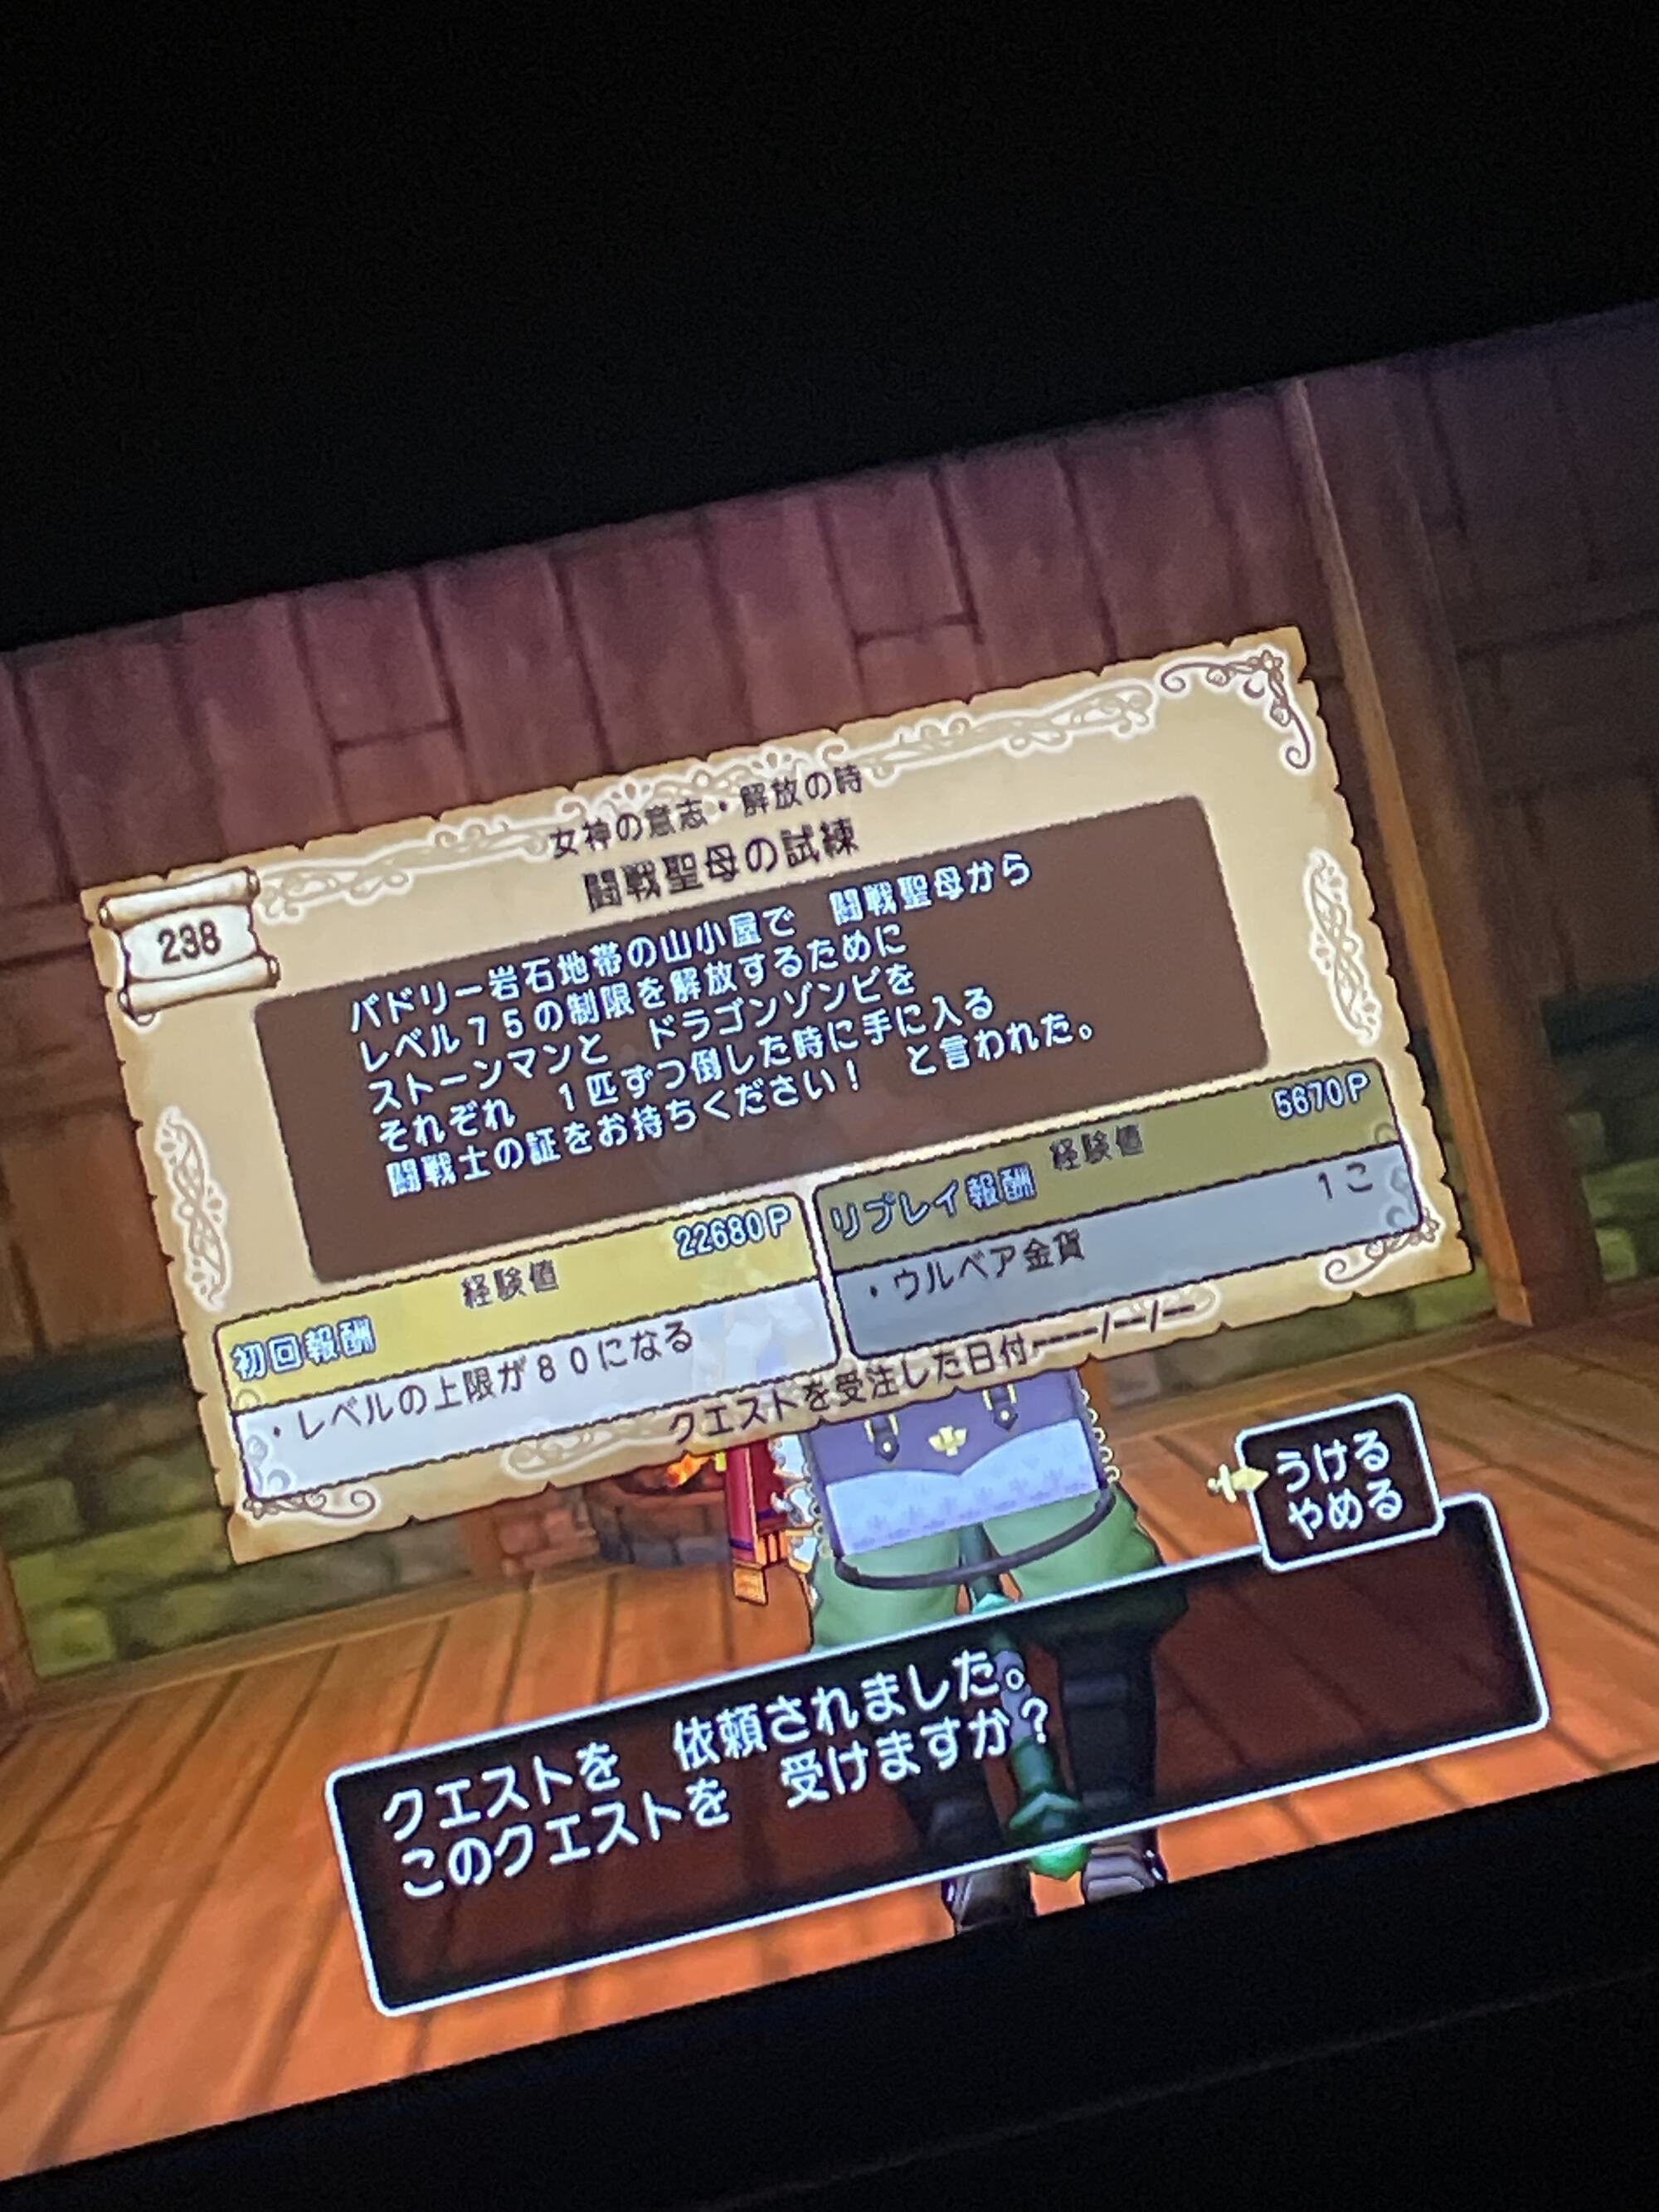 238
女神の意志・解放の時
闘戦聖母の試練
バドリー岩石地帯の山小屋で　闘戦聖母から
レベル７５の制限を解放するために
ストーンマンと　ドラゴンゾンビを
それぞれ　１匹ずつ倒した時に手に入る
闘戦士の証をお持ちください！　と言われた。
初回報酬　経験値　22680P
・レベルの上限が８０になる
リプレイ報酬　経験値　5670P
・ウルベア金貨　１こ
クエストを受注した日付 ----/--/--
うける
やめる
クエストを　依頼されました。
このクエストを　受けますか？